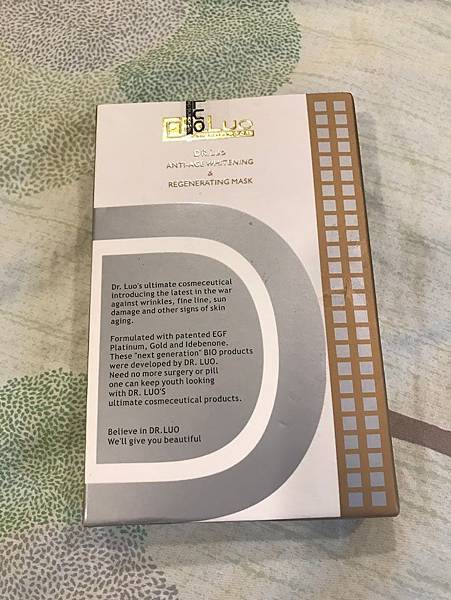 Dr.Luo
DR.Luo
ANTI-AGE WHITENING
&
REGENERATING MASK
Dr. Luo's ultimate cosmeceutical
introducing the latest in the war
against wrinkles, fine line, sun
damage and other signs of skin
aging.
Formulated with patented EGF
Platinum, Gold and Idebenone.
These "next generation" BIO products
were developed by DR. LUO.
Need no more surgery or pill
one can keep youth looking
with DR. LUO'S
ultimate cosmeceutical products.
Believe in DR.LUO
We'll give you beautiful